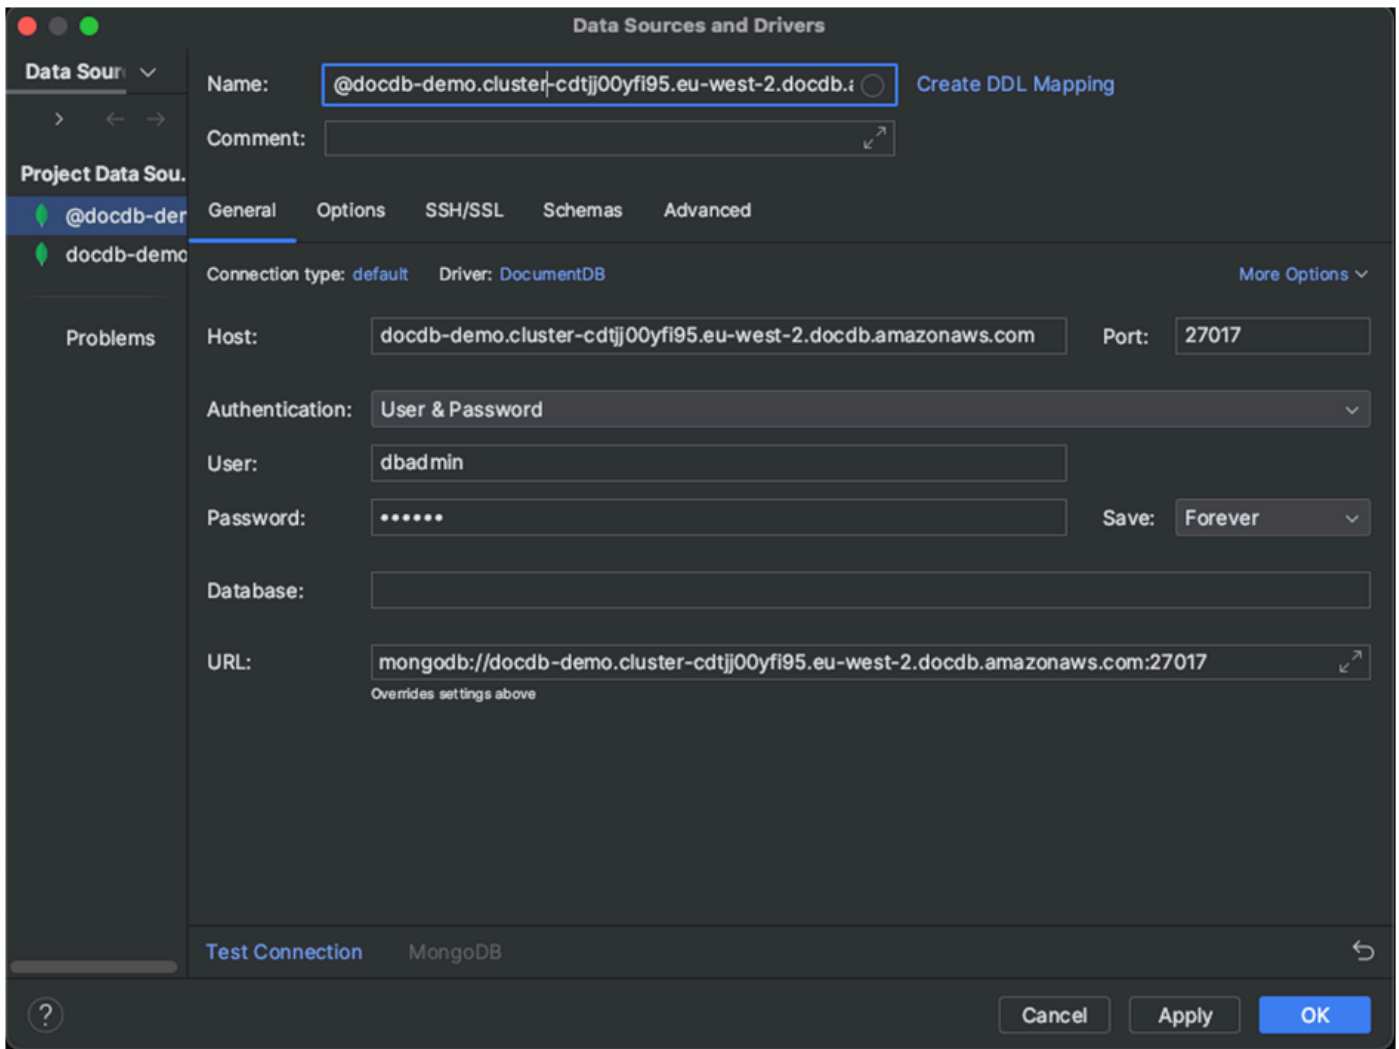 Data Sources and Drivers
Data Sour
Name: @docdb-demo.cluster-cdtjj00yfi95.eu-west-2.docdb.a Create DDL Mapping
Comment:
Project Data Sou.
@docdb-der
docdb-demo
Problems
General Options SSH/SSL Schemas Advanced
Connection type: default Driver: DocumentDB More Options
Host: docdb-demo.cluster-cdtjj00yfi95.eu-west-2.docdb.amazonaws.com Port: 27017
Authentication: User & Password
User: dbadmin
Password: •••••• Save: Forever
Database:
URL: mongodb://docdb-demo.cluster-cdtjj00yfi95.eu-west-2.docdb.amazonaws.com:27017
Overrides settings above
Test Connection MongoDB
? Cancel Apply OK